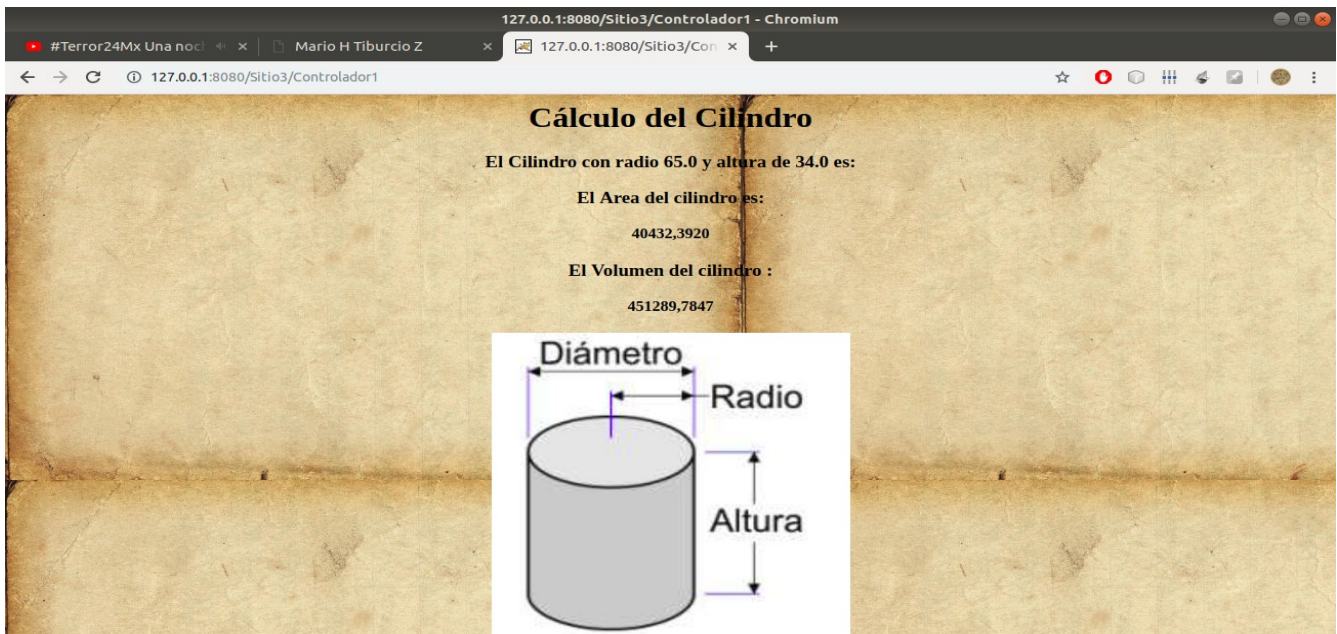 127.0.0.1:8080/Sitio3/Controlador1 - Chromium
#Terror24Mx Una noc
Mario H Tiburcio Z
127.0.0.1:8080/Sitio3/Con
127.0.0.1:8080/Sitio3/Controlador1
Cálculo del Cilindro
El Cilindro con radio 65.0 y altura de 34.0 es:
El Area del cilindro es:
40432,3920
El Volumen del cilindro :
451289,7847
Diámetro
Radio
Altura